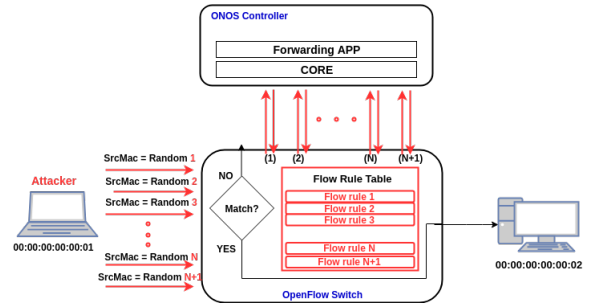 ONOS Controller
Forwarding APP
CORE
(1) (2) (N) (N+1)
SrcMac = Random 1
Attacker
SrcMac = Random 2
SrcMac = Random 3
00:00:00:00:00:01
SrcMac = Random N
SrcMac = Random N+1
NO
Match?
YES
Flow Rule Table
Flow rule 1
Flow rule 2
Flow rule 3
Flow rule N
Flow rule N+1
OpenFlow Switch
00:00:00:00:00:02